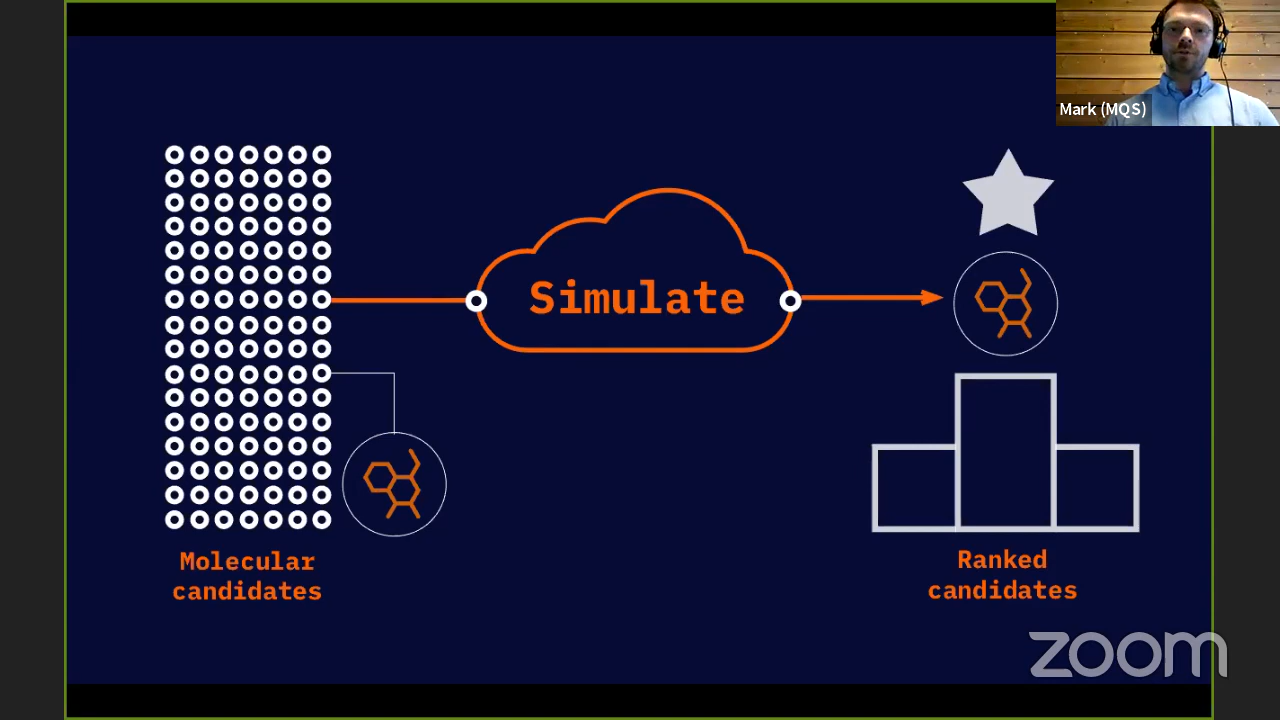 Mark (MQS)
Simulate
Molecular
candidates
Ranked
candidates
zoom